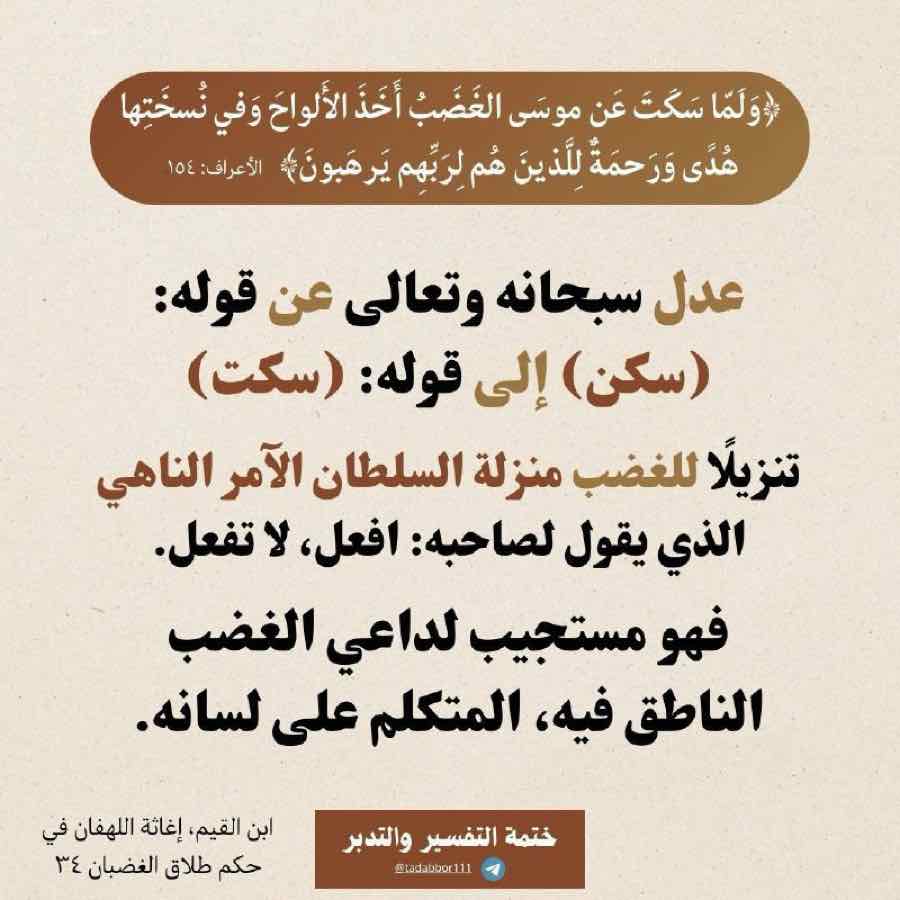 ﴿وَلَمّا سَكَتَ عَن موسَى الغَضَبُ أَخَذَ الأَلواحَ وَفي نُسخَتِها
هُدًى وَرَحمَةٌ لِلَّذينَ هُم لِرَبِّهِم يَرهَبونَ﴾ الأعراف: ١٥٤
عدل سبحانه وتعالى عن قوله:
(سكن) إلى قوله: (سكت)
تنزيلًا للغضب منزلة السلطان الآمر الناهي
الذي يقول لصاحبه: افعل، لا تفعل.
فهو مستجيب لداعي الغضب
الناطق فيه، المتكلم على لسانه.
ختمة التفسير والتدبر
@tadabbor111
ابن القيم، إغاثة اللهفان في
حكم طلاق الغضبان ٣٤